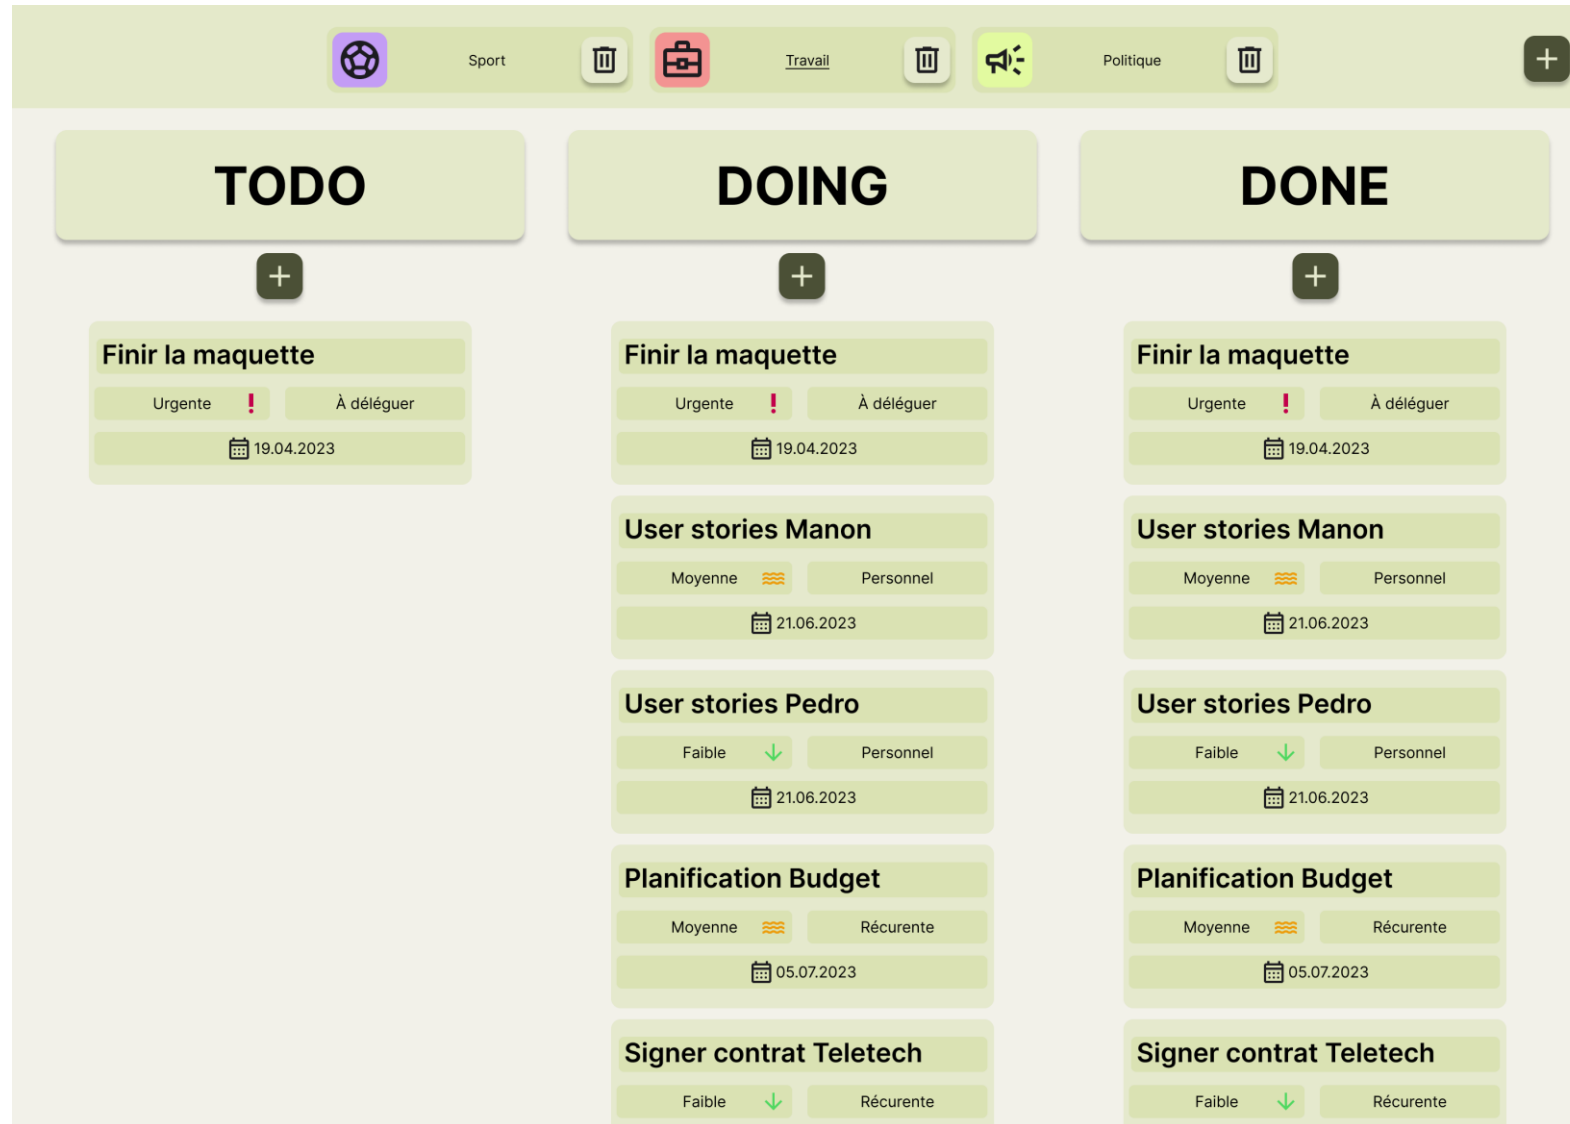 Sport
Travail
Politique
TODO
DOING
DONE
Finir la maquette
Urgente
À déléguer
19.04.2023
Finir la maquette
Urgente
À déléguer
19.04.2023
User stories Manon
Moyenne
Personnel
21.06.2023
User stories Pedro
Faible
Personnel
21.06.2023
Planification Budget
Moyenne
Récurente
05.07.2023
Signer contrat Teletech
Faible
Récurente
Finir la maquette
Urgente
À déléguer
19.04.2023
User stories Manon
Moyenne
Personnel
21.06.2023
User stories Pedro
Faible
Personnel
21.06.2023
Planification Budget
Moyenne
Récurente
05.07.2023
Signer contrat Teletech
Faible
Récurente